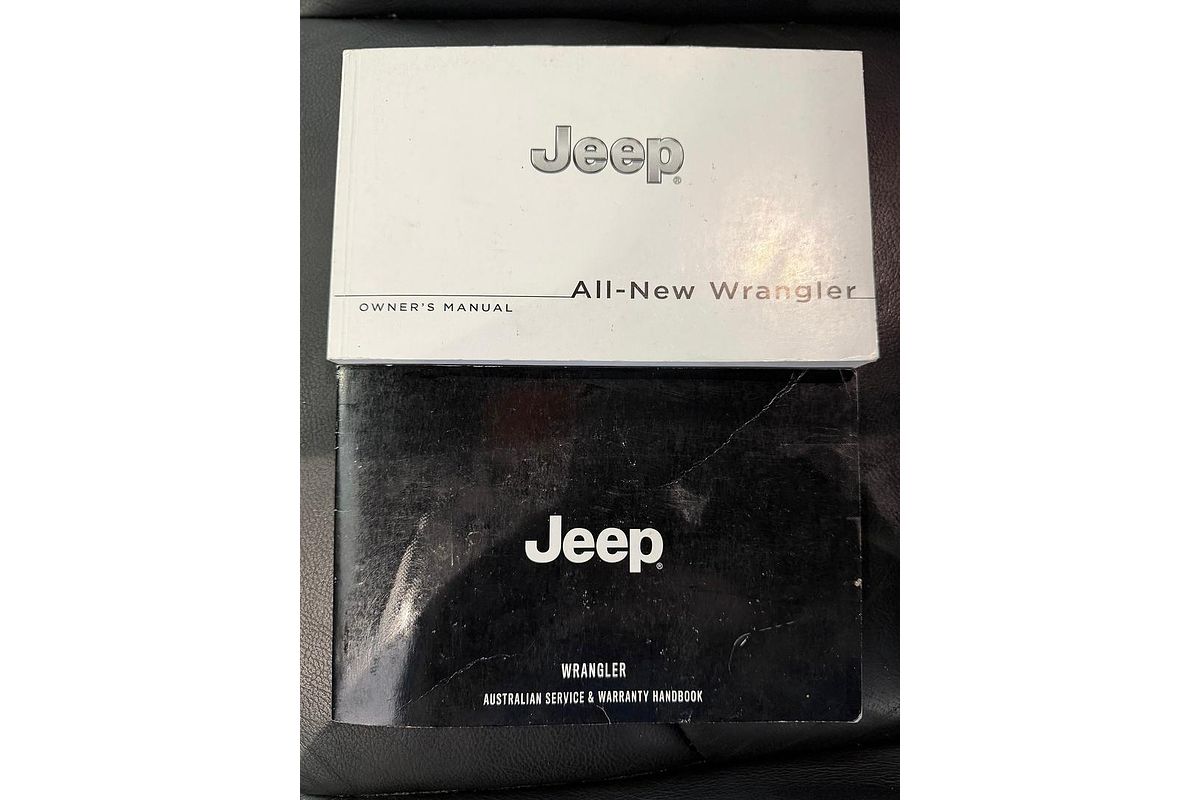 Jeep®
All-New Wrangler
OWNER'S MANUAL
Jeep®
WRANGLER
AUSTRALIAN SERVICE & WARRANTY HANDBOOK